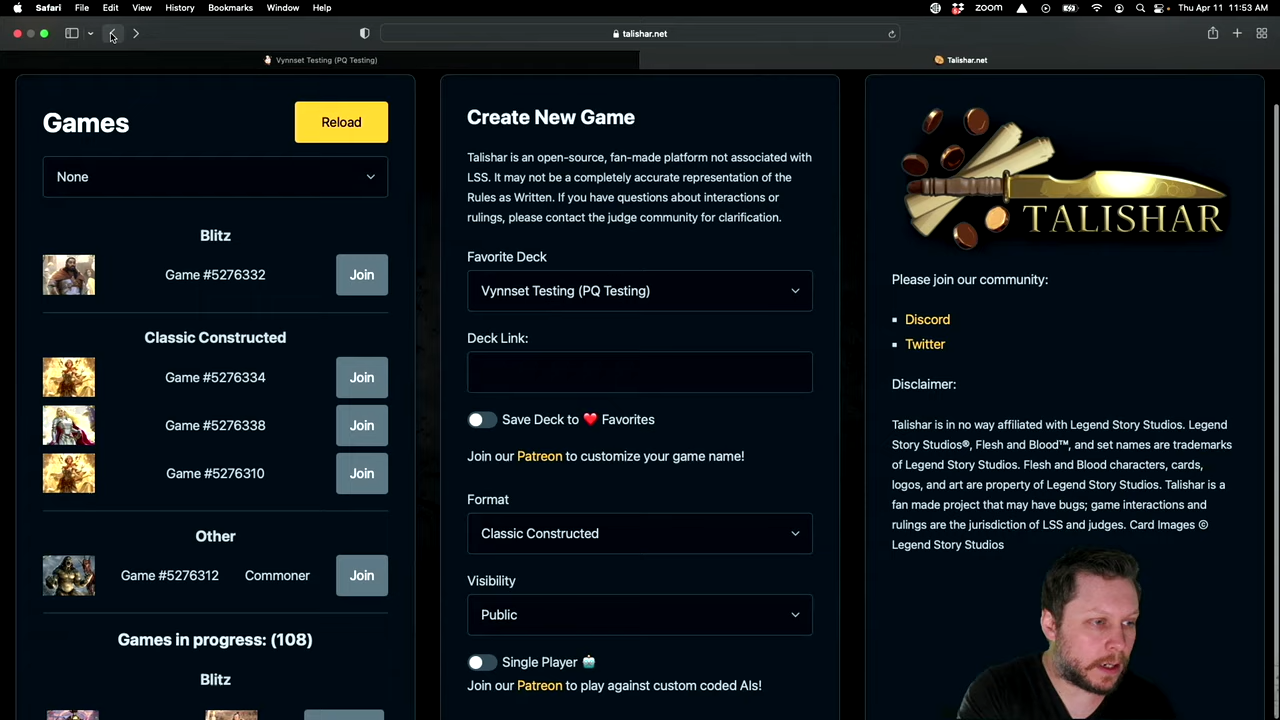 Safari File Edit View History Bookmarks Window Help
zoom
Thu Apr 11 11:53 AM
talishar.net
Vynnset Testing (PQ Testing)
Talishar.net
Games
Reload
None
Blitz
Game #5276332
Join
Classic Constructed
Game #5276334
Join
Game #5276338
Join
Game #5276310
Join
Other
Game #5276312
Commoner
Join
Games in progress: (108)
Blitz
Create New Game
Talishar is an open-source, fan-made platform not associated with
LSS. It may not be a completely accurate representation of the
Rules as Written. If you have questions about interactions or
rulings, please contact the judge community for clarification.
Favorite Deck
Vynnset Testing (PQ Testing)
Deck Link:
Save Deck to ❤️ Favorites
Join our Patreon to customize your game name!
Format
Classic Constructed
Visibility
Public
Single Player 🤖
Join our Patreon to play against custom coded AIs!
TALISHAR
Please join our community:
Discord
Twitter
Disclaimer:
Talishar is in no way affiliated with Legend Story Studios. Legend
Story Studios®, Flesh and Blood™, and set names are trademarks
of Legend Story Studios. Flesh and Blood characters, cards,
logos, and art are property of Legend Story Studios. Talishar is a
fan made project that may have bugs; game interactions and
rulings are the jurisdiction of LSS and judges. Card Images ©
Legend Story Studios